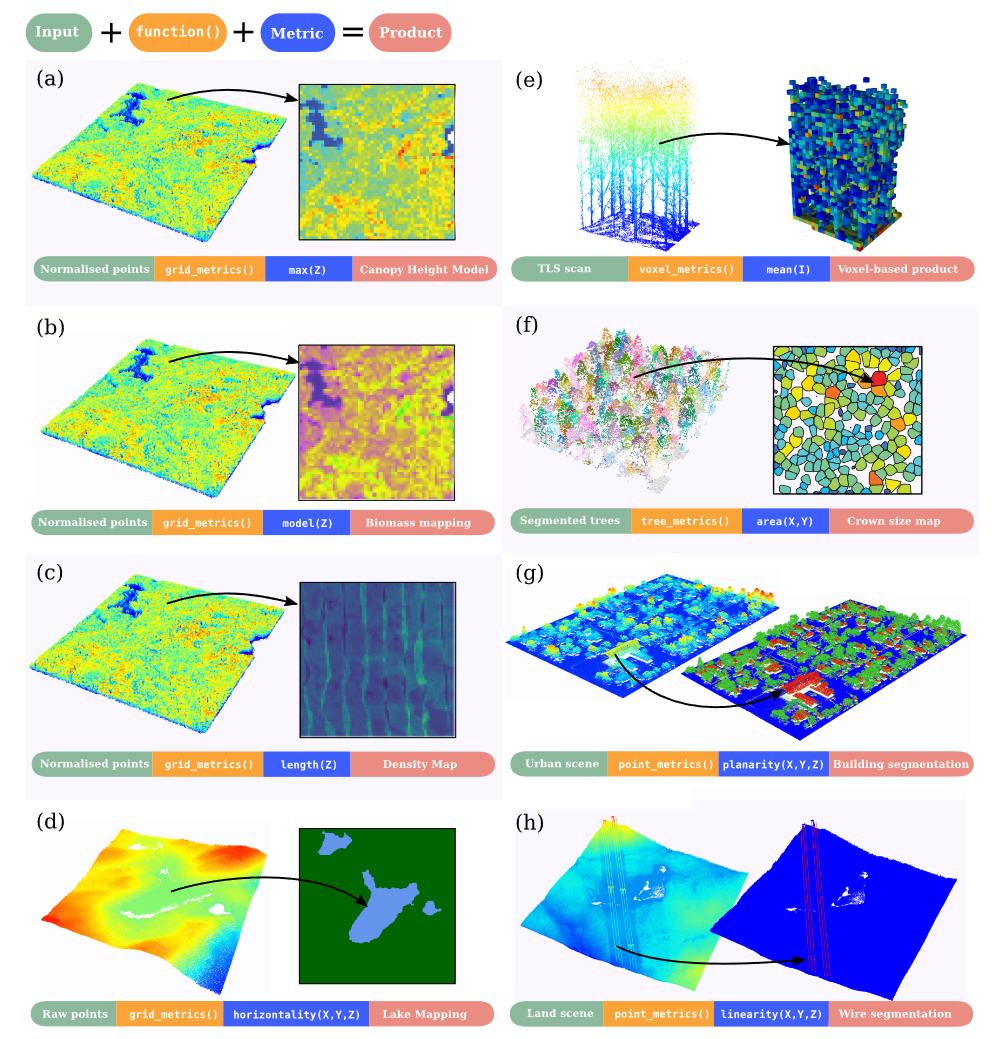 Input + function() + Metric = Product
(a)
Normalised points grid_metrics() max(Z) Canopy Height Model
(b)
Normalised points grid_metrics() model(Z) Biomass mapping
(c)
Normalised points grid_metrics() length(Z) Density Map
(d)
Raw points grid_metrics() horizontality(X,Y,Z) Lake Mapping
(e)
TLS scan voxel_metrics() mean(I) Voxel-based product
(f)
Segmented trees tree_metrics() area(X,Y) Crown size map
(g)
Urban scene point_metrics() planarity(X,Y,Z) Building segmentation
(h)
Land scene point_metrics() linearity(X,Y,Z) Wire segmentation